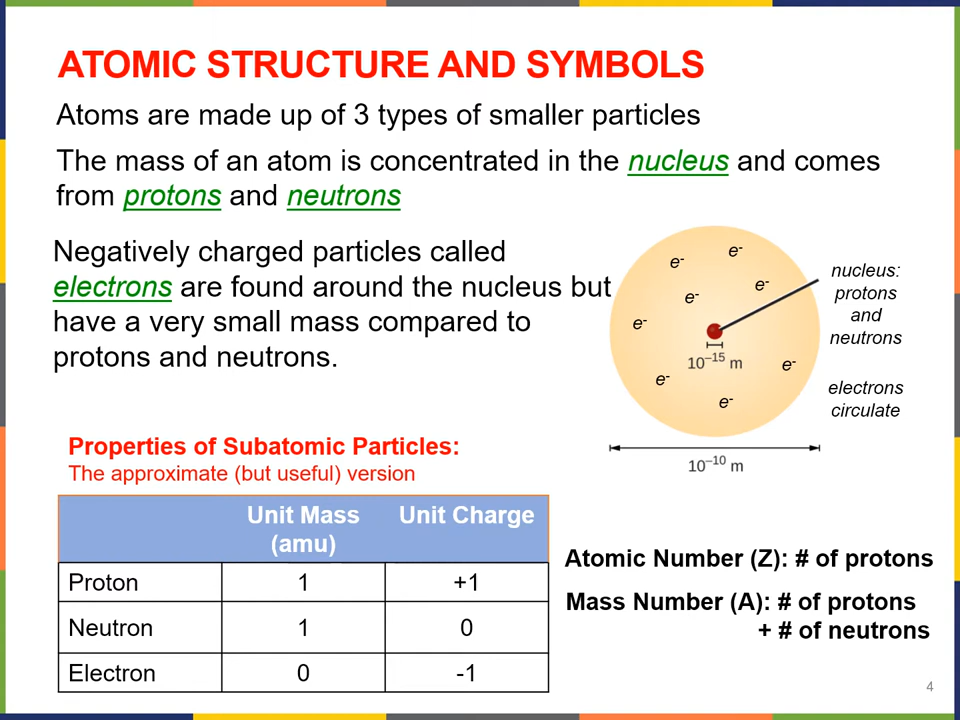 ATOMIC STRUCTURE AND SYMBOLS
Atoms are made up of 3 types of smaller particles
The mass of an atom is concentrated in the nucleus and comes
from protons and neutrons
Negatively charged particles called
electrons are found around the nucleus but
have a very small mass compared to
protons and neutrons.
e-
e-
e-
e-
e-
e-
e-
e-
10–15 m
10–10 m
nucleus:
protons
and
neutrons
electrons
circulate
Properties of Subatomic Particles:
The approximate (but useful) version
Unit Mass
(amu)
Unit Charge
Proton 1 +1
Neutron 1 0
Electron 0 -1
Atomic Number (Z): # of protons
Mass Number (A): # of protons
+ # of neutrons
4